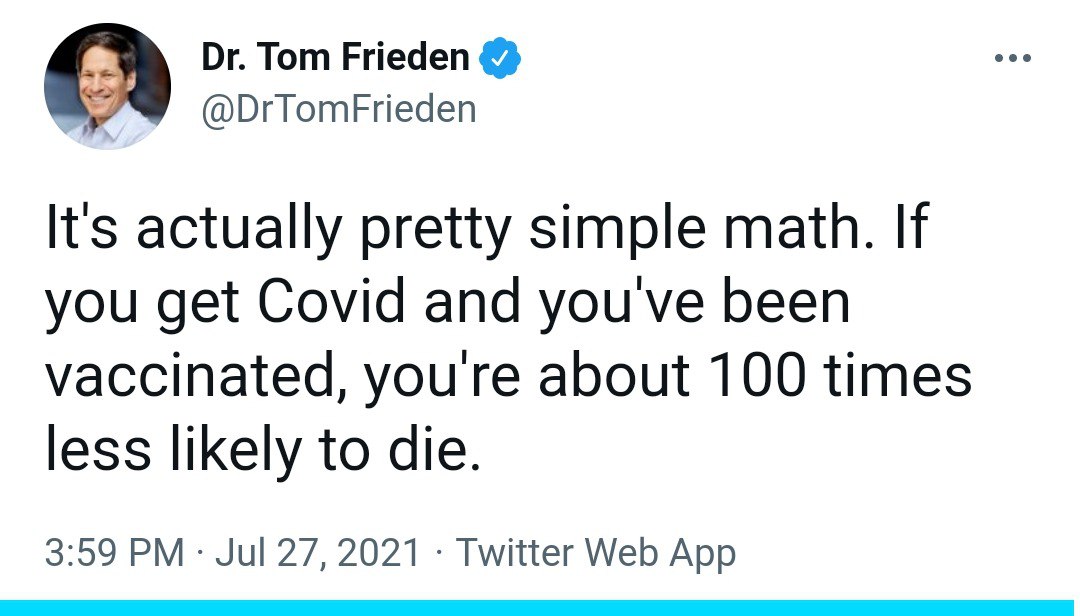 Dr. Tom Frieden
@DrTomFrieden
It's actually pretty simple math. If
you get Covid and you've been
vaccinated, you're about 100 times
less likely to die.
3:59 PM · Jul 27, 2021 · Twitter Web App